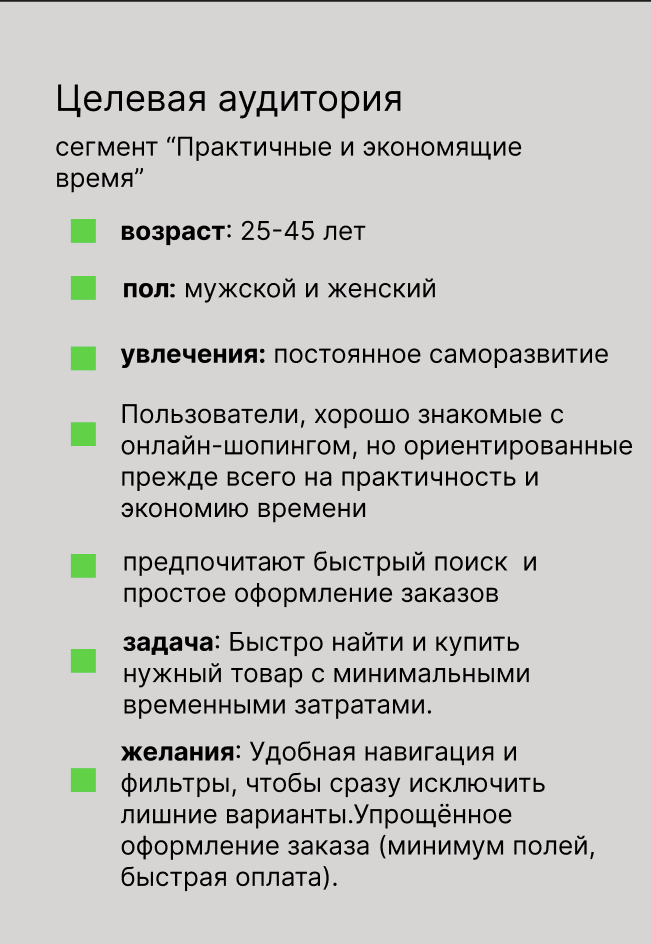 Целевая аудитория
сегмент “Практичные и экономящие
время”
возраст: 25-45 лет
пол: мужской и женский
увлечения: постоянное саморазвитие
Пользователи, хорошо знакомые с
онлайн-шопингом, но ориентированные
прежде всего на практичность и
экономию времени
предпочитают быстрый поиск  и
простое оформление заказов
задача: Быстро найти и купить
нужный товар с минимальными
временными затратами.
желания: Удобная навигация и
фильтры, чтобы сразу исключить
лишние варианты.Упрощённое
оформление заказа (минимум полей,
быстрая оплата).